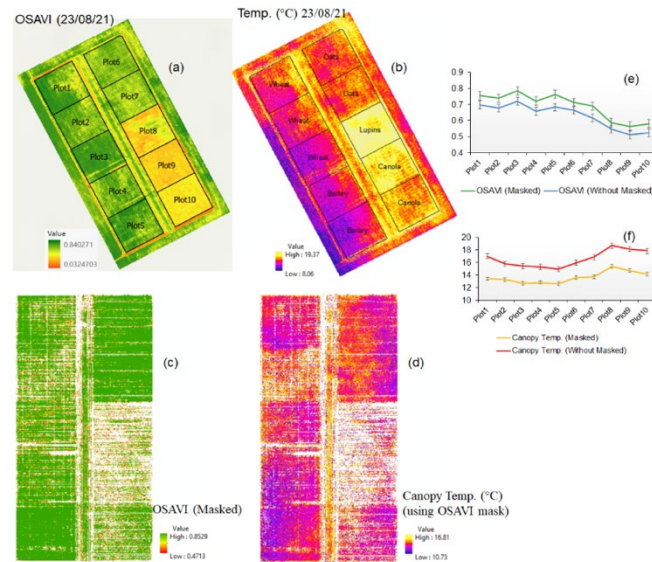 OSAVI (23/08/21)
(a)
Plot1
Plot2
Plot3
Plot4
Plot5
Plot6
Plot7
Plot8
Plot9
Plot10
Value
0.840271
0.0324703
Temp. (°C) 23/08/21
(b)
Wheat
Wheat
Wheat
Barley
Barley
Oats
Oats
Lupins
Canola
Canola
Value
High : 19.37
Low : 8.06
(e)
0.9
0.8
0.7
0.6
0.5
0.4
Plot1
Plot2
Plot3
Plot4
Plot5
Plot6
Plot7
Plot8
Plot9
Plot10
OSAVI (Masked)
OSAVI (Without Masked)
(f)
20
18
16
14
12
10
Plot1
Plot2
Plot3
Plot4
Plot5
Plot6
Plot7
Plot8
Plot9
Plot10
Canopy Temp. (Masked)
Canopy Temp. (Without Masked)
(c)
OSAVI (Masked)
Value
High : 0.8529
Low : 0.4713
(d)
Canopy Temp. (°C)
(using OSAVI mask)
Value
High : 16.81
Low : 10.73